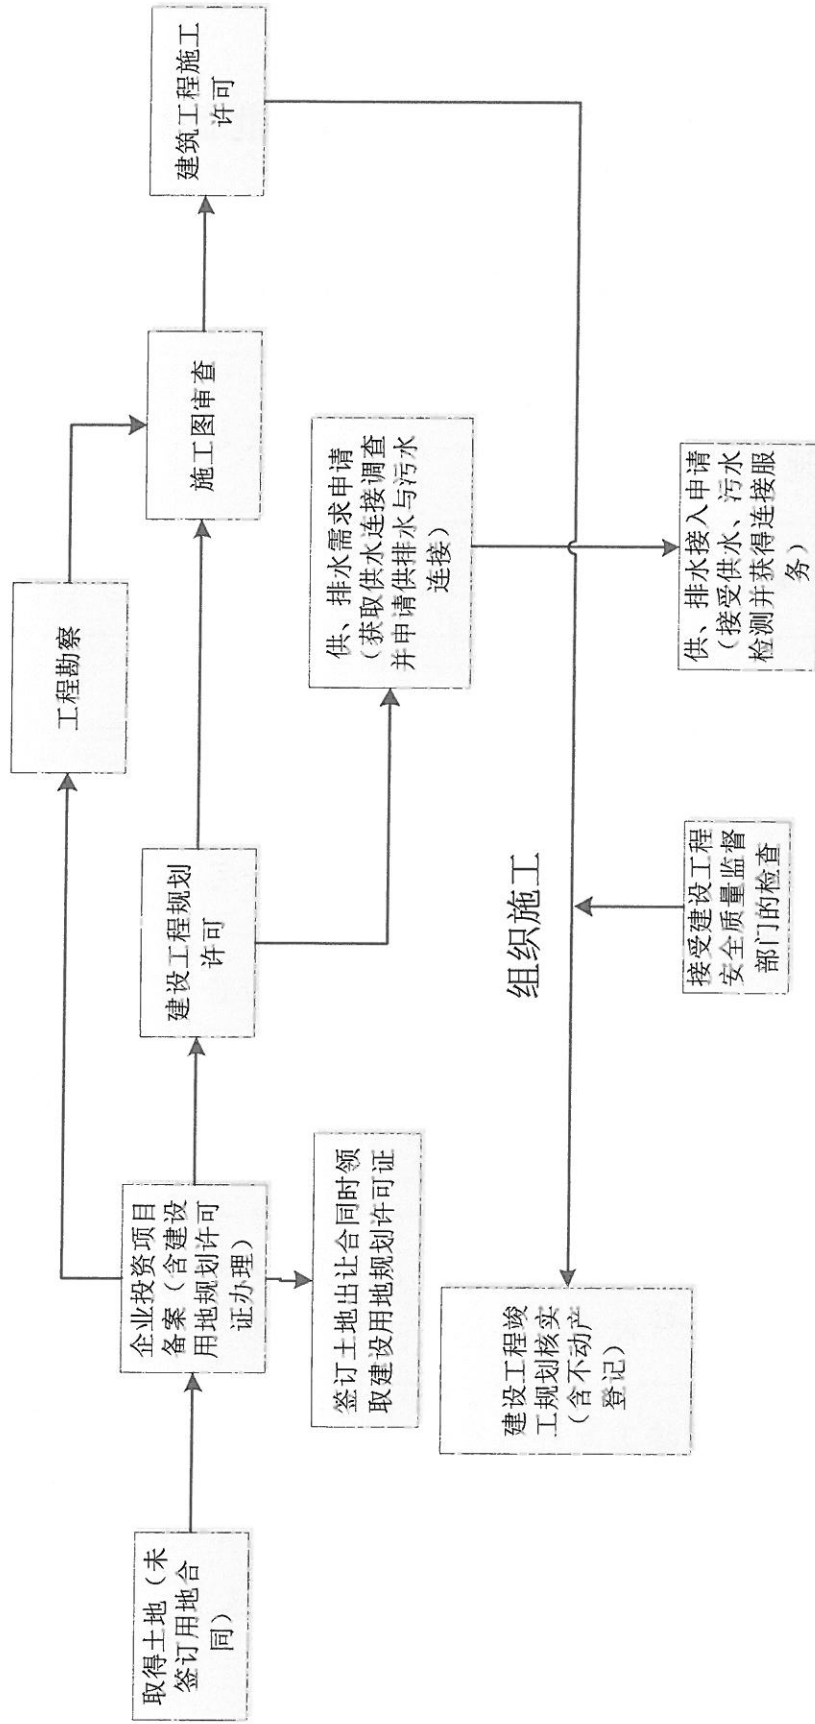 取得土地（未
签订用地合
同）
企业投资项目
备案（含建设
用地规划许可
证办理）
签订土地出让合同时领
取建设用地规划许可证
工程勘察
建设工程规划
许可
施工图审查
建筑工程施工
许可
供、排水需求申请
（获取供水连接调查
并申请供排水与污水
连接）
供、排水接入申请
（接受供水、污水
检测并获得连接服
务）
组织施工
接受建设工程
安全质量监督
部门的检查
建设工程竣
工规划核实
（含不动产
登记）